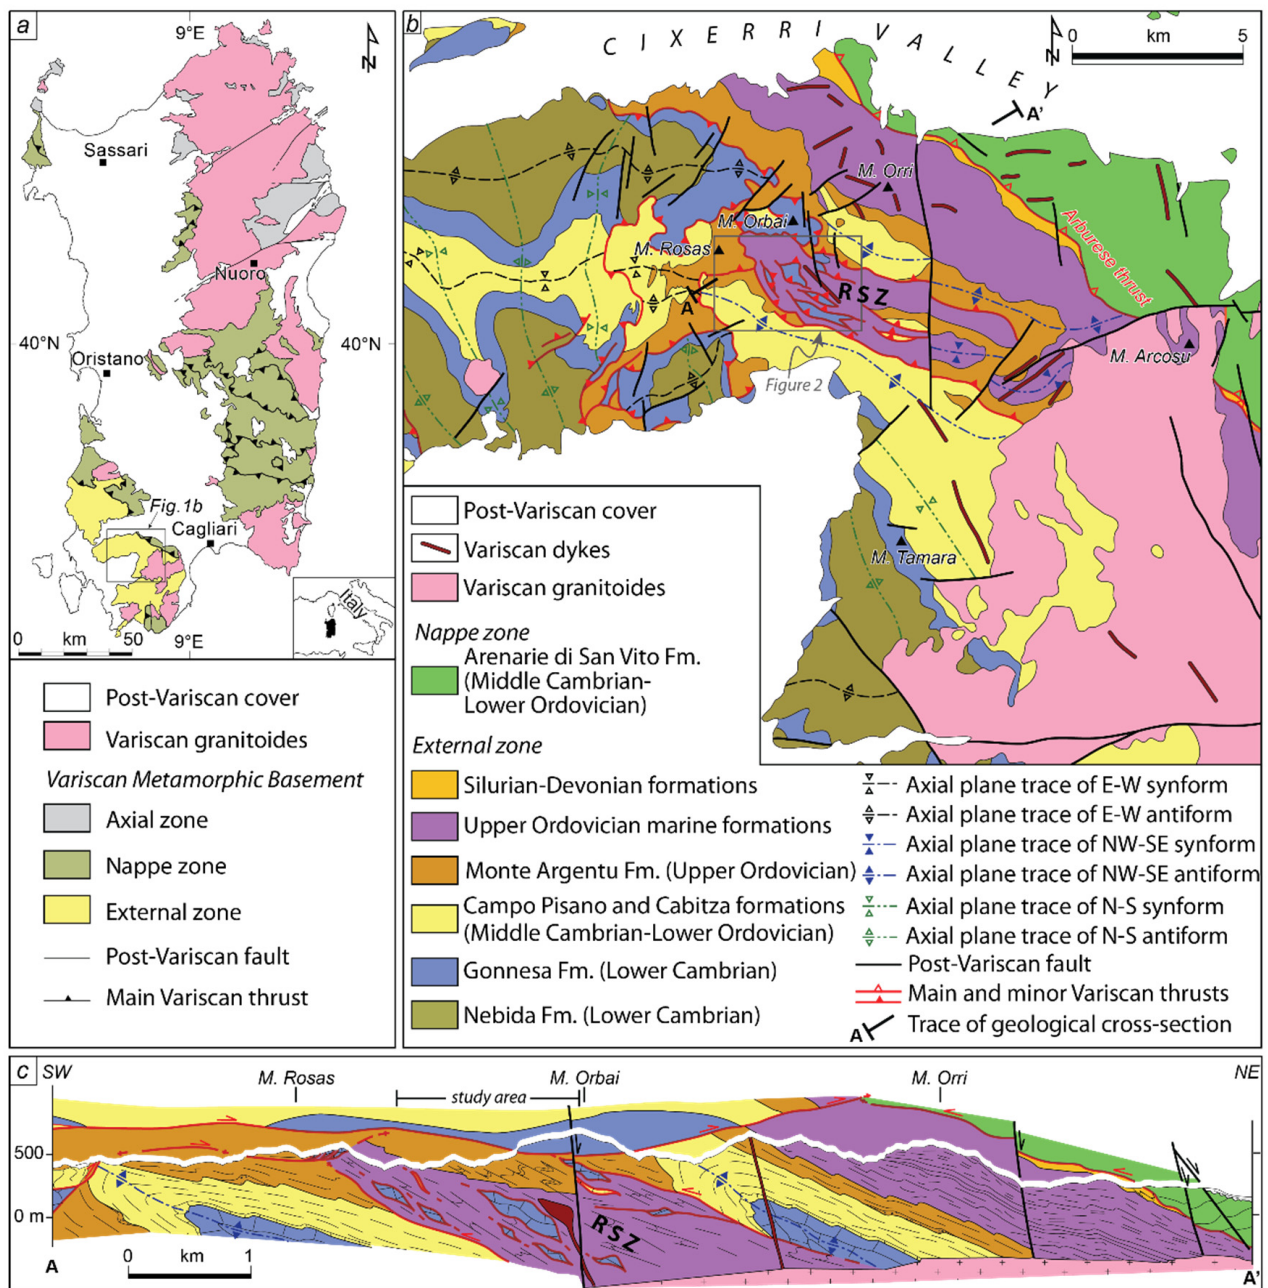 a
9°E
N
Sassari
Nuoro
40°N
40°N
Oristano
Fig.1b
Cagliari
Italy
0 km 50
9°E
Post-Variscan cover
Variscan granitoides
Variscan Metamorphic Basement
Axial zone
Nappe zone
External zone
Post-Variscan fault
Main Variscan thrust
b
CIXERRI VALLEY
N
0 km 5
A'
M. Orri
M. Orbai
M. Rosas
Arburese thrust
RSZ
A
M. Arcosu
Figure 2
M. Tamara
Post-Variscan cover
Variscan dykes
Variscan granitoides
Nappe zone
Arenarie di San Vito Fm.
(Middle Cambrian-
Lower Ordovician)
External zone
Silurian-Devonian formations
Upper Ordovician marine formations
Monte Argentu Fm. (Upper Ordovician)
Campo Pisano and Cabitza formations
(Middle Cambrian-Lower Ordovician)
Gonnesa Fm. (Lower Cambrian)
Nebida Fm. (Lower Cambrian)
Axial plane trace of E-W synform
Axial plane trace of E-W antiform
Axial plane trace of NW-SE synform
Axial plane trace of NW-SE antiform
Axial plane trace of N-S synform
Axial plane trace of N-S antiform
Post-Variscan fault
Main and minor Variscan thrusts
A Trace of geological cross-section
c
SW
M. Rosas
M. Orbai
M. Orri
NE
study area
500
0 m
RSZ
0 km 1
A
A'